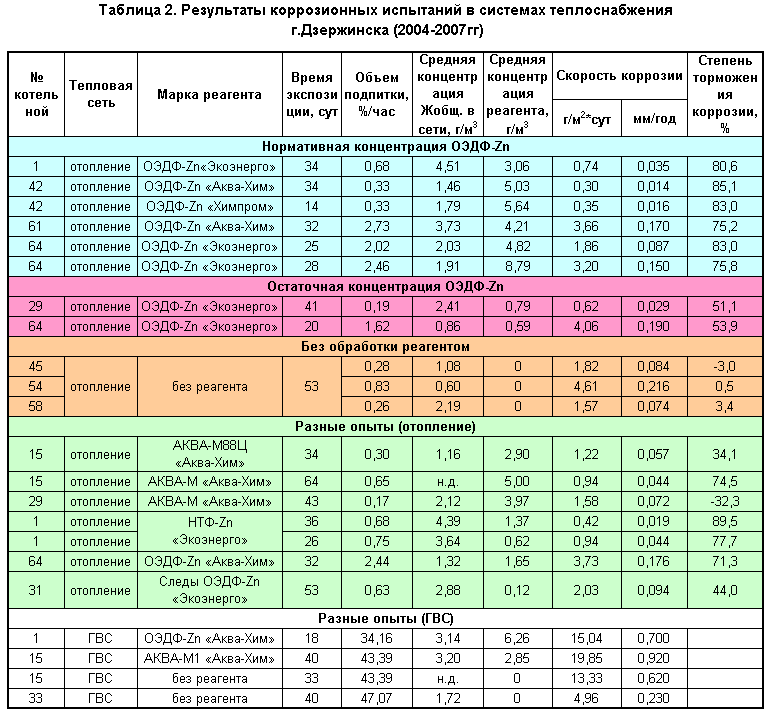 Таблица 2. Результаты коррозионных испытаний в системах теплоснабжения
г.Дзержинска (2004-2007гг)
№ котель ной | Тепловая сеть | Марка реагента | Время экспози ции, сут | Объем подпитки, %/час | Средняя концентр ация Жобщ. в сети, г/м3 | Средняя концентр ация реагента, г/м3 | Скорость коррозии | Степень торможен ия коррозии, %
г/м2*сут | мм/год
Нормативная концентрация ОЭДФ-Zn
1 | отопление | ОЭДФ-Zn«Экоэнерго» | 34 | 0,68 | 4,51 | 3,06 | 0,74 | 0,035 | 80,6
42 | отопление | ОЭДФ-Zn «Аква-Хим» | 34 | 0,33 | 1,46 | 5,03 | 0,30 | 0,014 | 85,1
42 | отопление | ОЭДФ-Zn «Химпром» | 14 | 0,33 | 1,79 | 5,64 | 0,35 | 0,016 | 83,0
61 | отопление | ОЭДФ-Zn «Аква-Хим» | 32 | 2,73 | 3,73 | 4,21 | 3,66 | 0,170 | 75,2
64 | отопление | ОЭДФ-Zn «Экоэнерго» | 25 | 2,02 | 2,03 | 4,82 | 1,86 | 0,087 | 83,0
64 | отопление | ОЭДФ-Zn «Экоэнерго» | 28 | 2,46 | 1,91 | 8,79 | 3,20 | 0,150 | 75,8
Остаточная концентрация ОЭДФ-Zn
29 | отопление | ОЭДФ-Zn «Экоэнерго» | 41 | 0,19 | 2,41 | 0,79 | 0,62 | 0,029 | 51,1
64 | отопление | ОЭДФ-Zn «Экоэнерго» | 20 | 1,62 | 0,86 | 0,59 | 4,06 | 0,190 | 53,9
Без обработки реагентом
45 | 0,28 | 1,08 | 0 | 1,82 | 0,084 | -3,0
54 | отопление | без реагента | 53 | 0,83 | 0,60 | 0 | 4,61 | 0,216 | 0,5
58 | 0,26 | 2,19 | 0 | 1,57 | 0,074 | 3,4
Разные опыты (отопление)
15 | отопление | АКВА-М88Ц «Аква-Хим» | 34 | 0,30 | 1,16 | 2,90 | 1,22 | 0,057 | 34,1
15 | отопление | АКВА-М «Аква-Хим» | 64 | 0,65 | н.д. | 5,00 | 0,94 | 0,044 | 74,5
29 | отопление | АКВА-М «Аква-Хим» | 43 | 0,17 | 2,12 | 3,97 | 1,58 | 0,072 | -32,3
1 | отопление | НТФ-Zn | 36 | 0,68 | 4,39 | 1,37 | 0,42 | 0,019 | 89,5
1 | отопление | «Экоэнерго» | 26 | 0,75 | 3,64 | 0,62 | 0,94 | 0,044 | 77,7
64 | отопление | ОЭДФ-Zn «Аква-Хим» | 32 | 2,44 | 1,32 | 1,65 | 3,73 | 0,176 | 71,3
31 | отопление | Следы ОЭДФ-Zn «Экоэнерго» | 53 | 0,63 | 2,88 | 0,12 | 2,03 | 0,094 | 44,0
Разные опыты (ГВС)
1 | ГВС | ОЭДФ-Zn «Аква-Хим» | 18 | 34,16 | 3,14 | 6,26 | 15,04 | 0,700
15 | ГВС | АКВА-М1 «Аква-Хим» | 40 | 43,39 | 3,20 | 2,85 | 19,85 | 0,920
15 | ГВС | без реагента | 33 | 43,39 | н.д. | 0 | 13,33 | 0,620
33 | ГВС | без реагента | 40 | 47,07 | 1,72 | 0 | 4,96 | 0,230